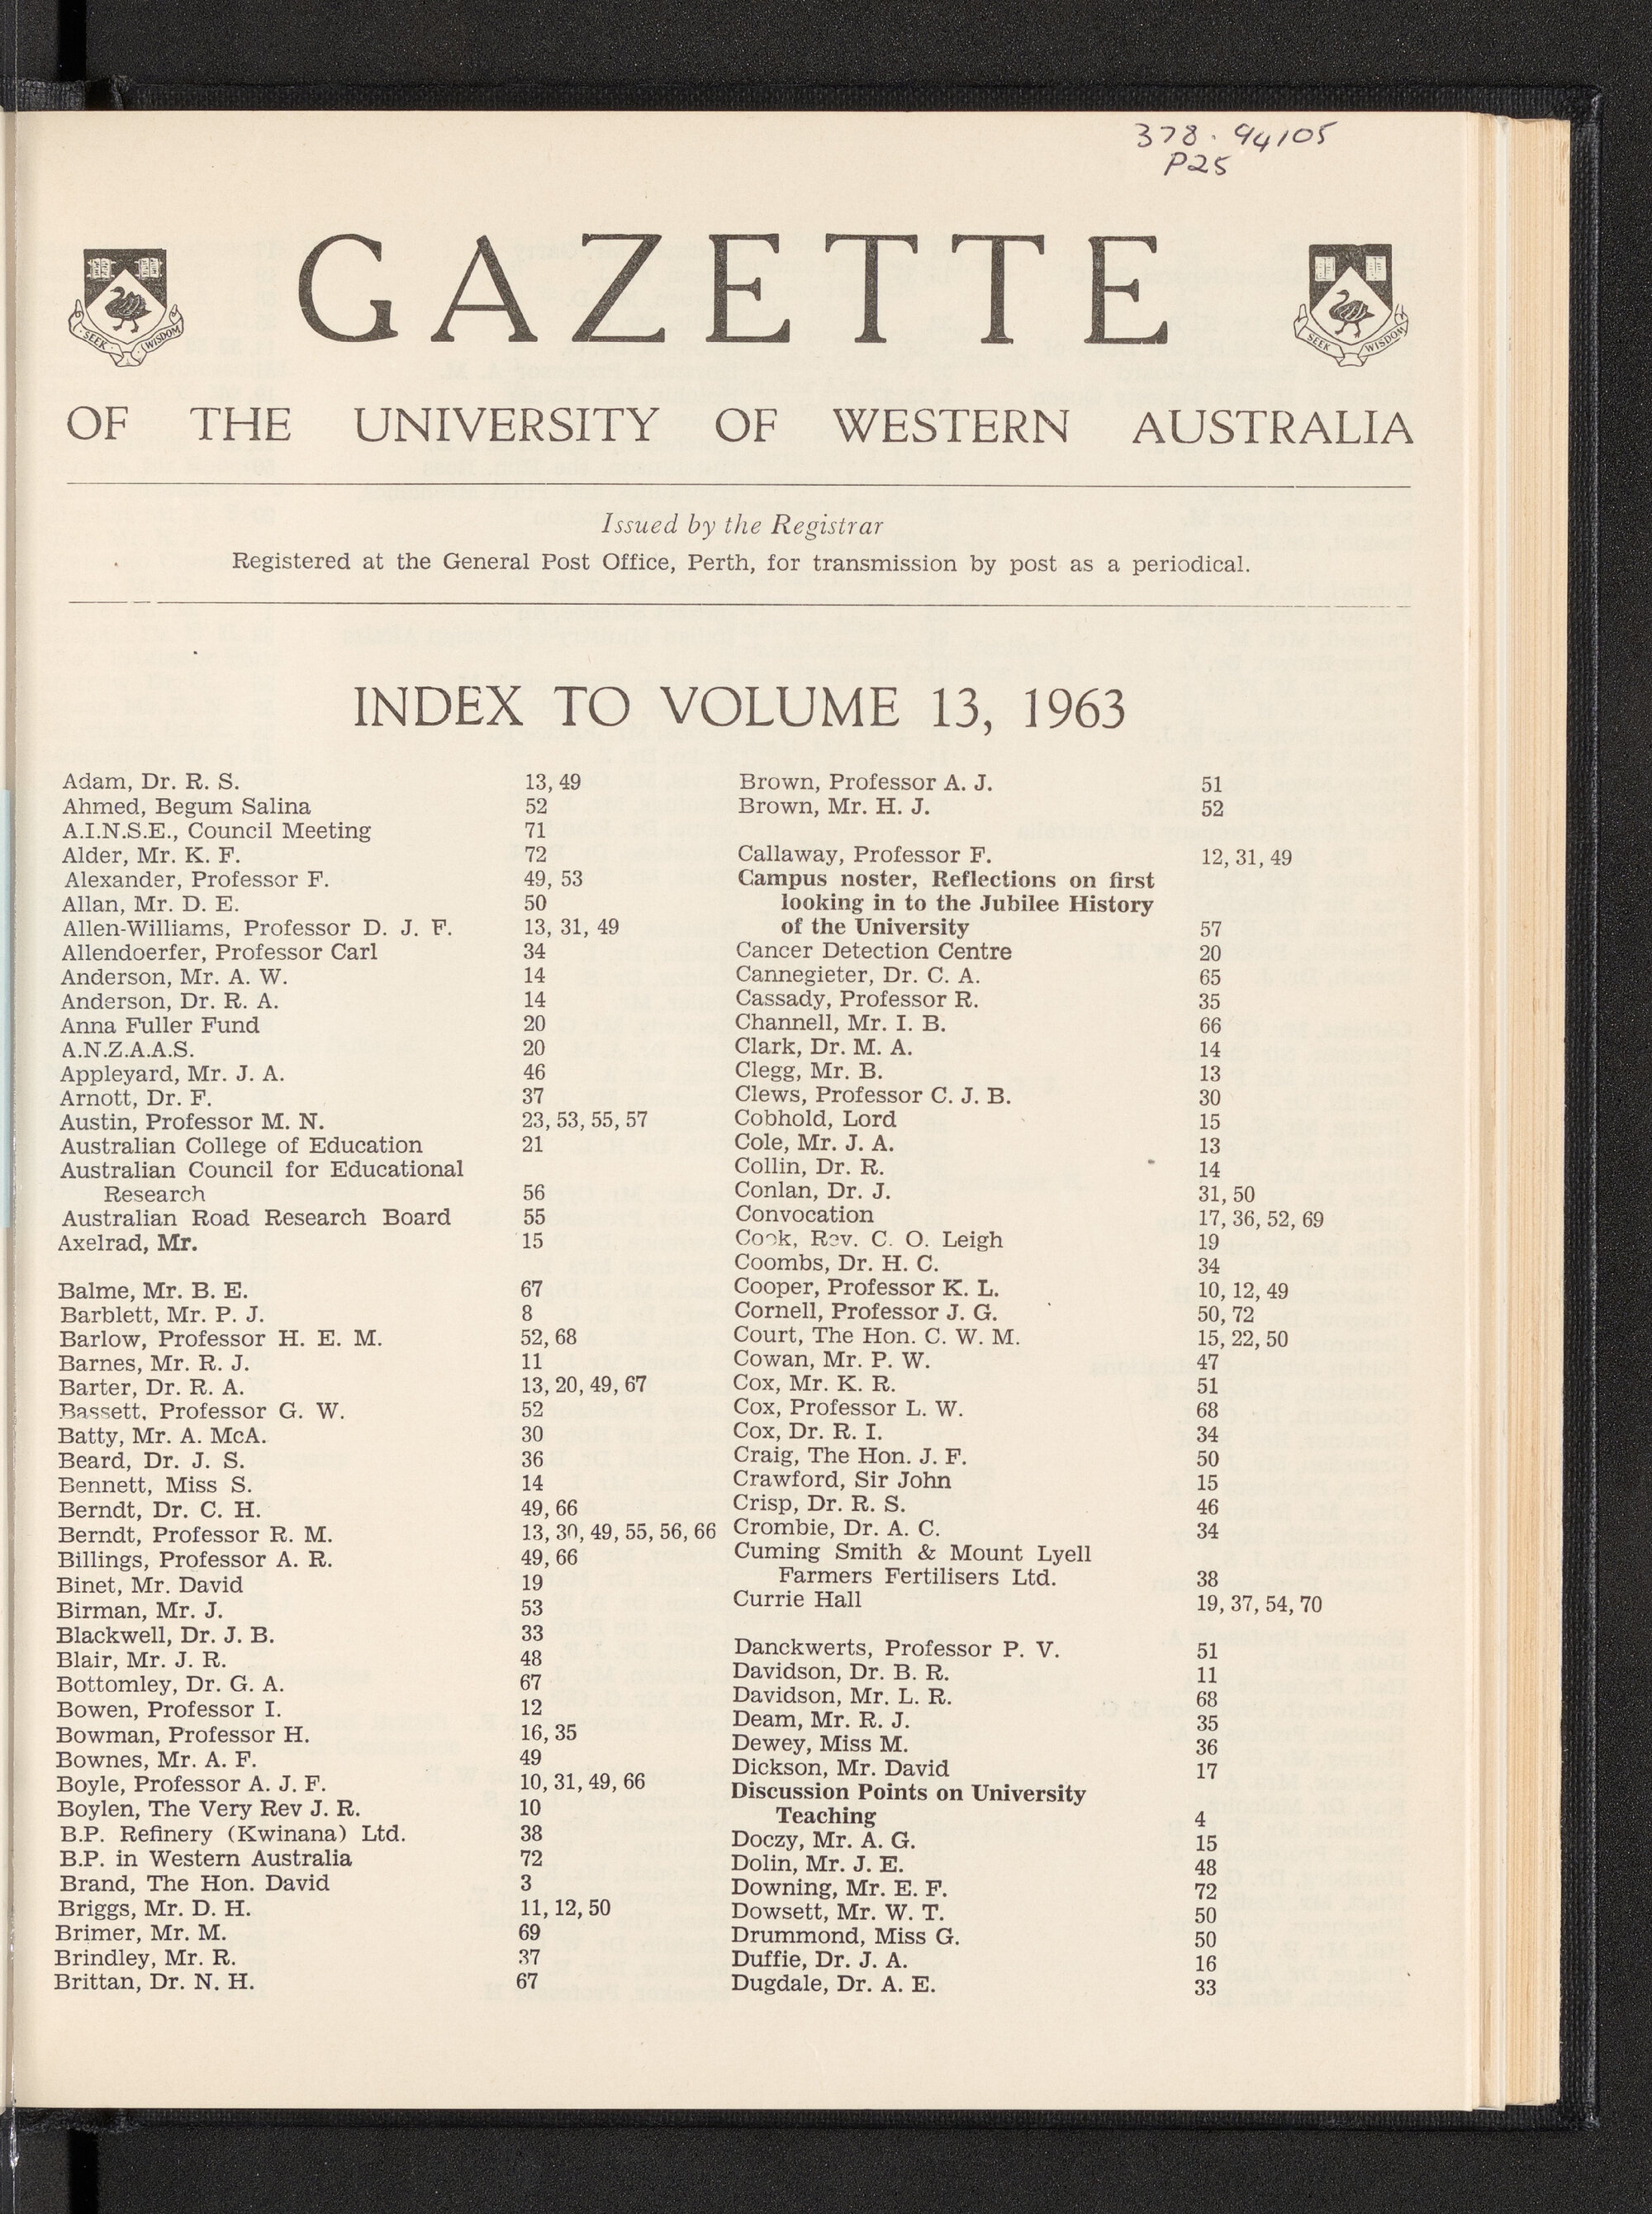 378.94105
P25
GAZETTE
SEEK WISDOM
SEEK WISDOM
OF THE UNIVERSITY OF WESTERN AUSTRALIA
Issued by the Registrar
Registered at the General Post Office, Perth, for transmission by post as a periodical.
INDEX TO VOLUME 13, 1963
Adam, Dr. R. S. 13, 49
Ahmed, Begum Salina 52
A.I.N.S.E., Council Meeting 71
Alder, Mr. K. F. 72
Alexander, Professor F. 49, 53
Allan, Mr. D. E. 50
Allen-Williams, Professor D. J. F. 13, 31, 49
Allendoerfer, Professor Carl 34
Anderson, Mr. A. W. 14
Anderson, Dr. R. A. 14
Anna Fuller Fund 20
A.N.Z.A.A.S. 20
Appleyard, Mr. J. A. 46
Arnott, Dr. F. 37
Austin, Professor M. N. 23, 53, 55, 57
Australian College of Education 21
Australian Council for Educational
Research 56
Australian Road Research Board 55
Axelrad, Mr. 15
Balme, Mr. B. E. 67
Barblett, Mr. P. J. 8
Barlow, Professor H. E. M. 52, 68
Barnes, Mr. R. J. 11
Barter, Dr. R. A. 13, 20, 49, 67
Bassett, Professor G. W. 52
Batty, Mr. A. McA. 30
Beard, Dr. J. S. 36
Bennett, Miss S. 14
Berndt, Dr. C. H. 49, 66
Berndt, Professor R. M. 13, 30, 49, 55, 56, 66
Billings, Professor A. R. 49, 66
Binet, Mr. David 19
Birman, Mr. J. 53
Blackwell, Dr. J. B. 33
Blair, Mr. J. R. 48
Bottomley, Dr. G. A. 67
Bowen, Professor I. 12
Bowman, Professor H. 16, 35
Bownes, Mr. A. F. 49
Boyle, Professor A. J. F. 10, 31, 49, 66
Boylen, The Very Rev J. R. 10
B.P. Refinery (Kwinana) Ltd. 38
B.P. in Western Australia 72
Brand, The Hon. David 3
Briggs, Mr. D. H. 11, 12, 50
Brimer, Mr. M. 69
Brindley, Mr. R. 37
Brittan, Dr. N. H. 67
Brown, Professor A. J. 51
Brown, Mr. H. J. 52
Callaway, Professor F. 12, 31, 49
Campus noster, Reflections on first
looking in to the Jubilee History
of the University 57
Cancer Detection Centre 20
Cannegieter, Dr. C. A. 65
Cassady, Professor R. 35
Channell, Mr. I. B. 66
Clark, Dr. M. A. 14
Clegg, Mr. B. 13
Clews, Professor C. J. B. 30
Cobhold, Lord 15
Cole, Mr. J. A. 13
Collin, Dr. R. 14
Conlan, Dr. J. 31, 50
Convocation 17, 36, 52, 69
Cook, Rev. C. O. Leigh 19
Coombs, Dr. H. C. 34
Cooper, Professor K. L. 10, 12, 49
Cornell, Professor J. G. 50, 72
Court, The Hon. C. W. M. 15, 22, 50
Cowan, Mr. P. W. 47
Cox, Mr. K. R. 51
Cox, Professor L. W. 68
Cox, Dr. R. I. 34
Craig, The Hon. J. F. 50
Crawford, Sir John 15
Crisp, Dr. R. S. 46
Crombie, Dr. A. C. 34
Cuming Smith & Mount Lyell
Farmers Fertilisers Ltd. 38
Currie Hall 19, 37, 54, 70
Danckwerts, Professor P. V. 51
Davidson, Dr. B. R. 11
Davidson, Mr. L. R. 68
Deam, Mr. R. J. 35
Dewey, Miss M. 36
Dickson, Mr. David 17
Discussion Points on University
Teaching 4
Doczy, Mr. A. G. 15
Dolin, Mr. J. E. 48
Downing, Mr. E. F. 72
Dowsett, Mr. W. T. 50
Drummond, Miss G. 50
Duffie, Dr. J. A. 16
Dugdale, Dr. A. E. 33